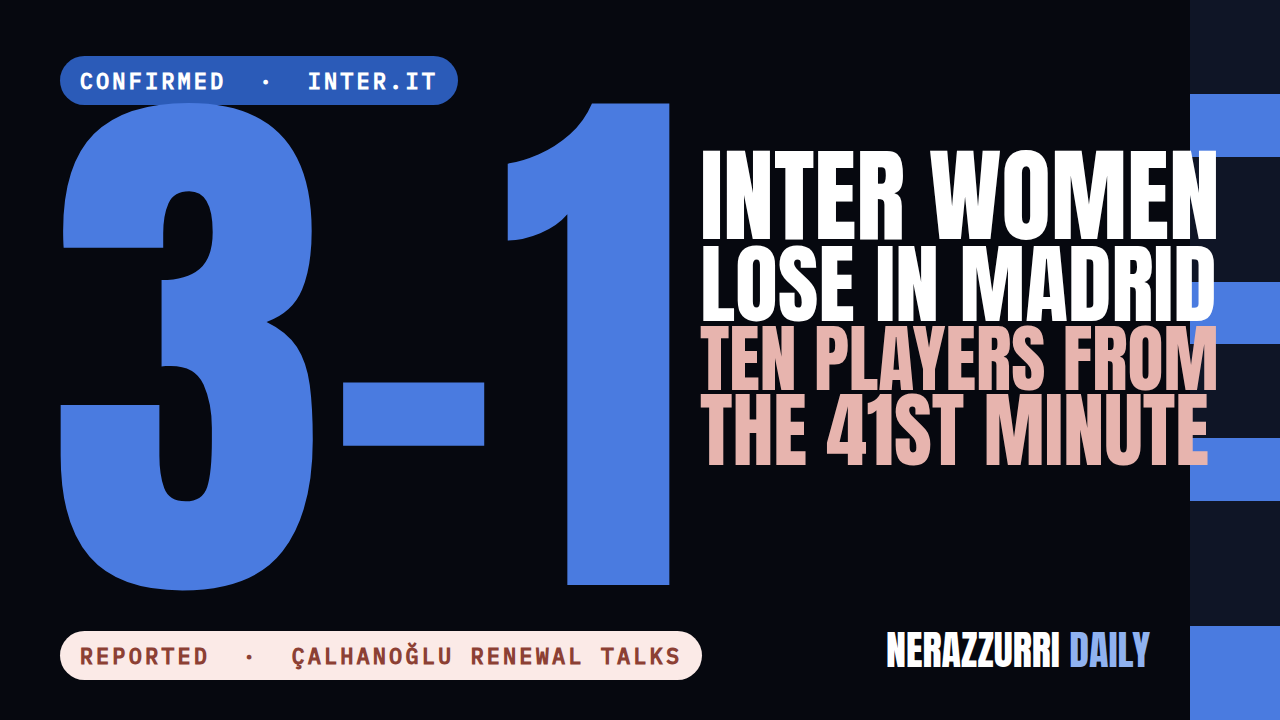 CONFIRMED · INTER.IT
3-1
INTER WOMEN
LOSE IN MADRID
TEN PLAYERS FROM
THE 41ST MINUTE
REPORTED · ÇALHANOĞLU RENEWAL TALKS
NERAZZURRI DAILY